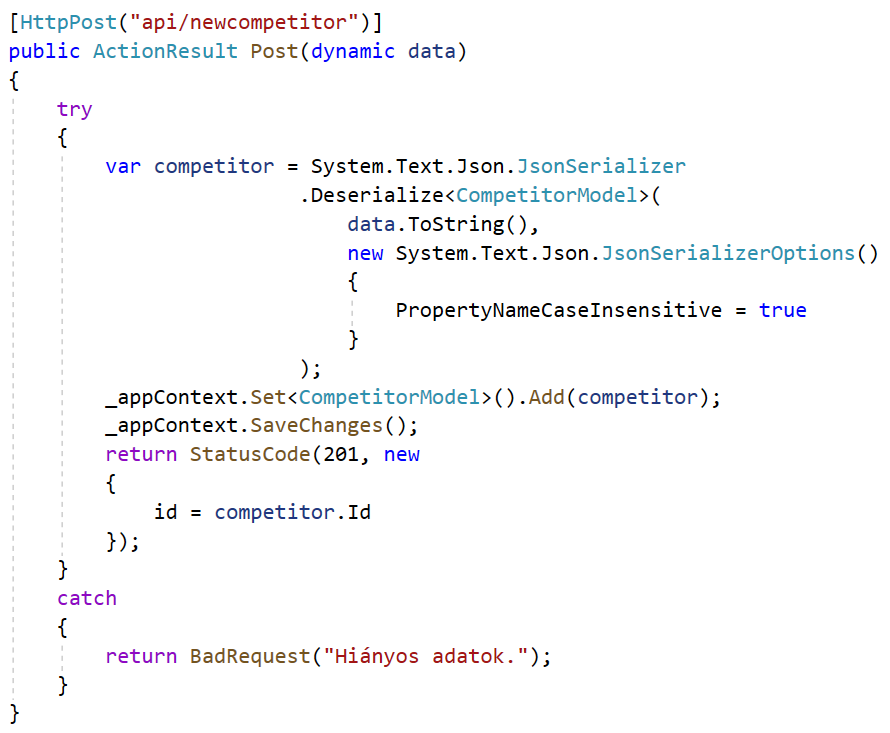 [HttpPost("api/newcompetitor")]
public ActionResult Post(dynamic data)
{
    try
    {
        var competitor = System.Text.Json.JsonSerializer
                        .Deserialize<CompetitorModel>(
                            data.ToString(),
                            new System.Text.Json.JsonSerializerOptions()
                            {
                                PropertyNameCaseInsensitive = true
                            }
                        );
        _appContext.Set<CompetitorModel>().Add(competitor);
        _appContext.SaveChanges();
        return StatusCode(201, new
        {
            id = competitor.Id
        });
    }
    catch
    {
        return BadRequest("Hiányos adatok.");
    }
}